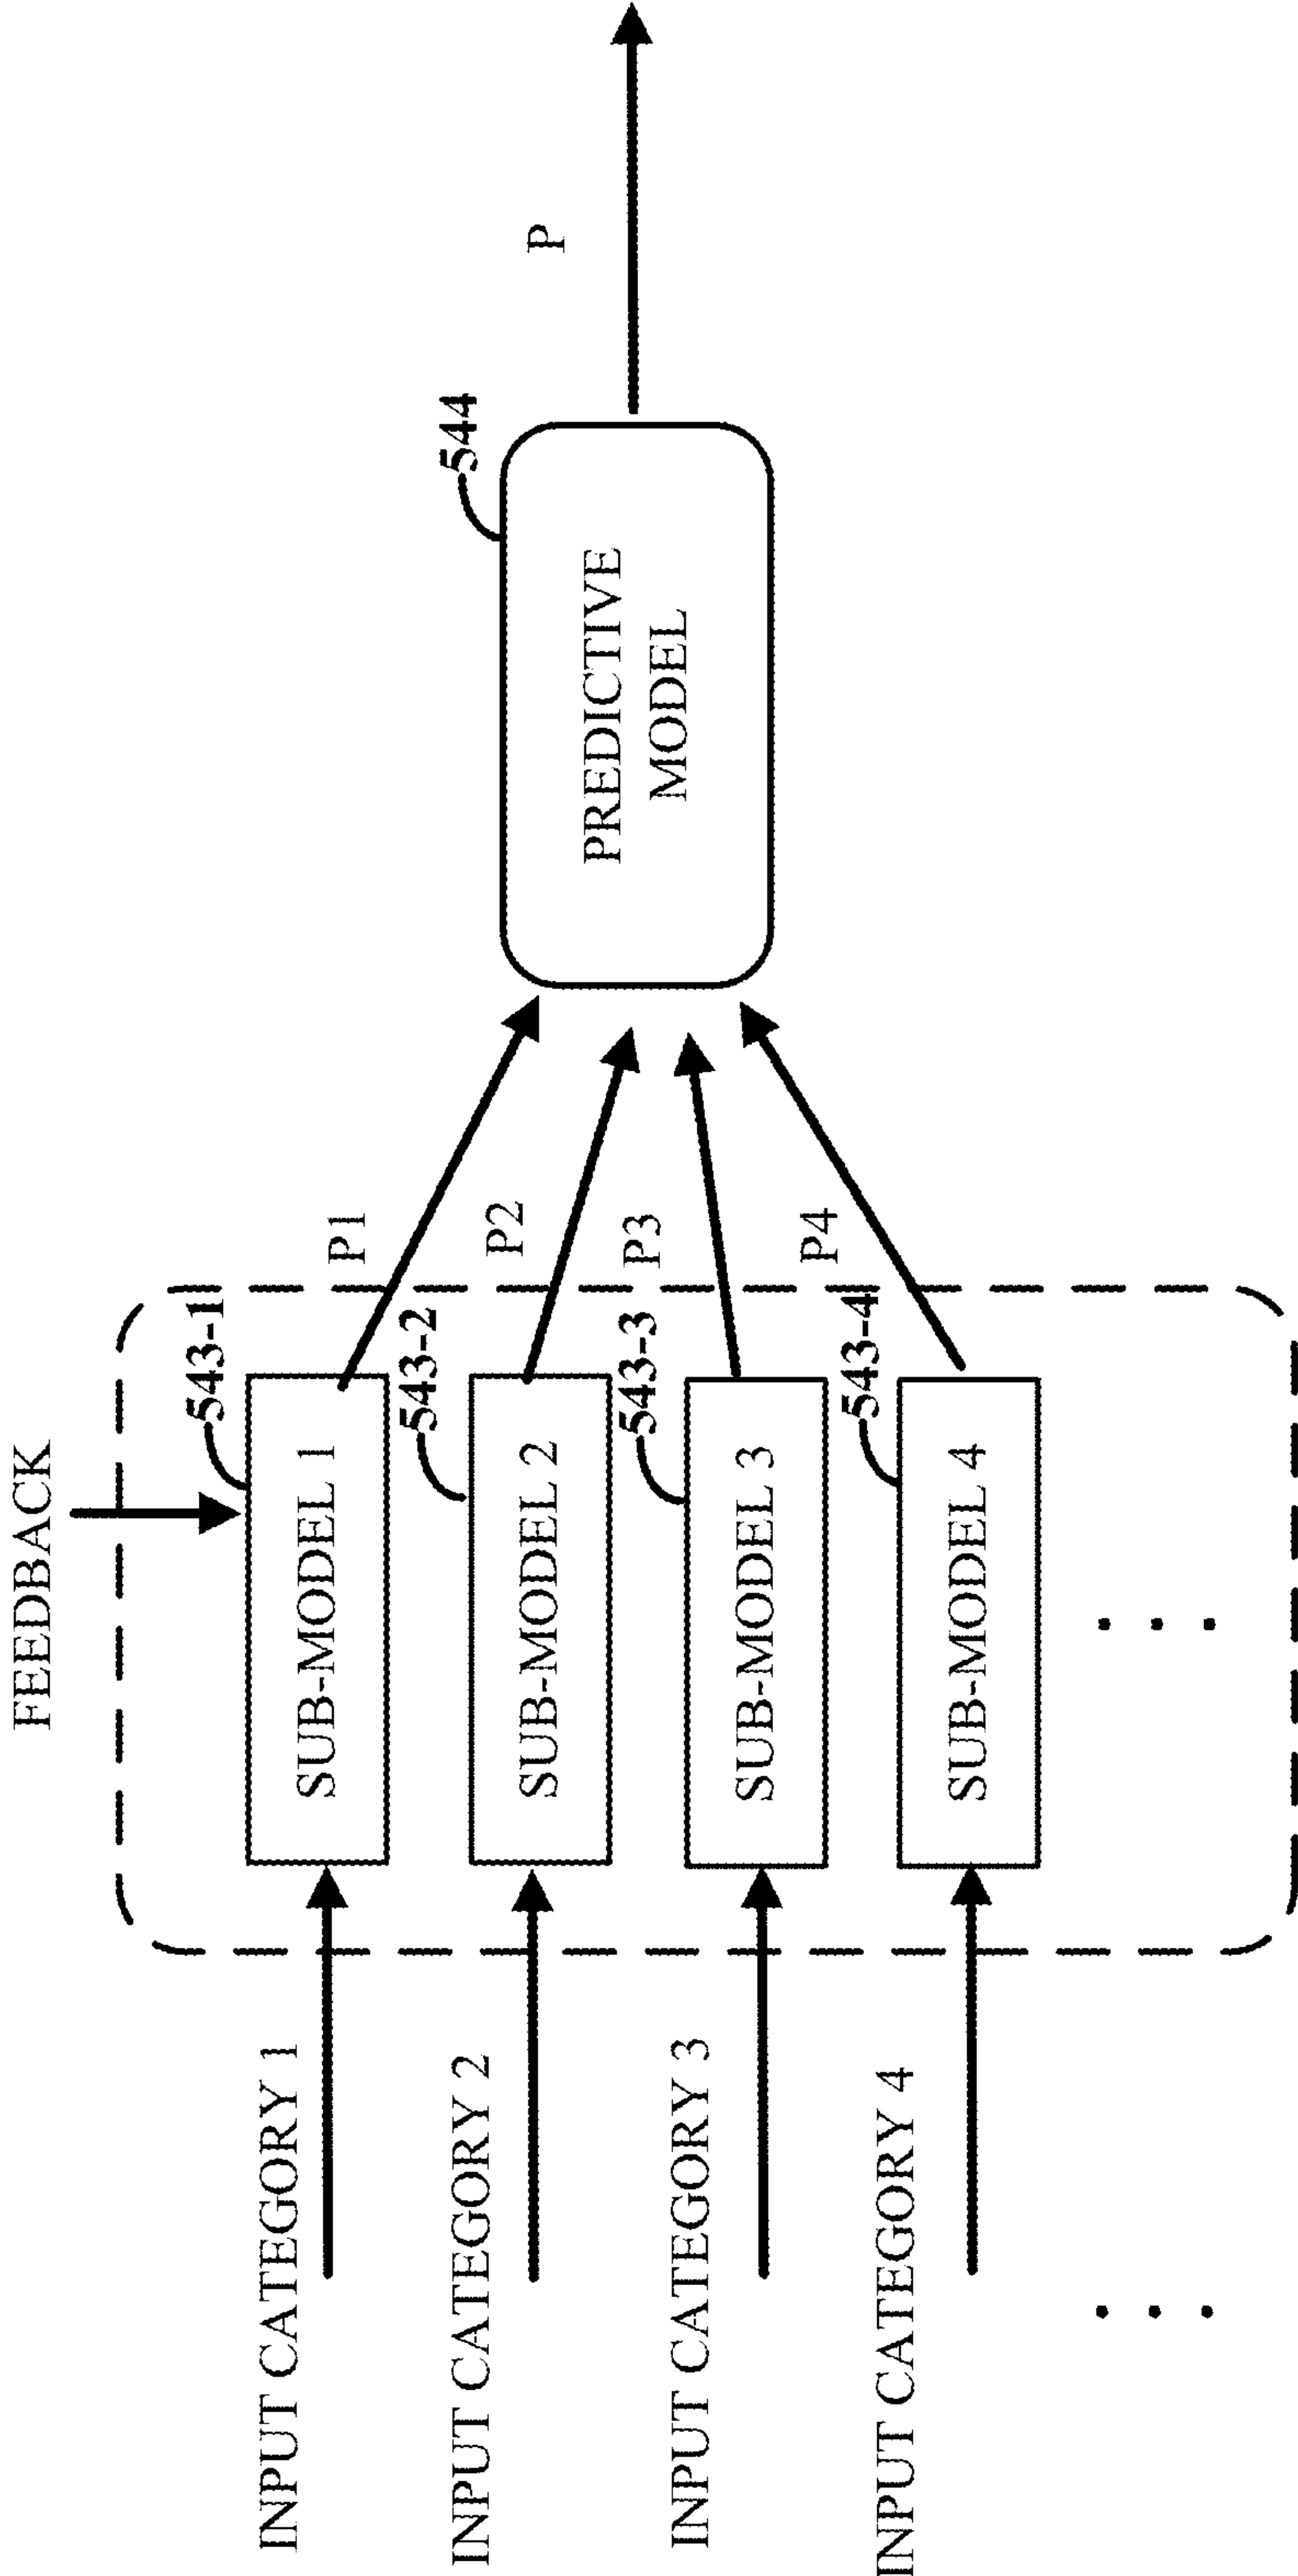 FEEDBACK
INPUT CATEGORY 1
SUB-MODEL 1
543-1
P1
INPUT CATEGORY 2
SUB-MODEL 2
543-2
P2
INPUT CATEGORY 3
SUB-MODEL 3
543-3
P3
INPUT CATEGORY 4
SUB-MODEL 4
543-4
P4
. . .
. . .
544
PREDICTIVE
MODEL
P